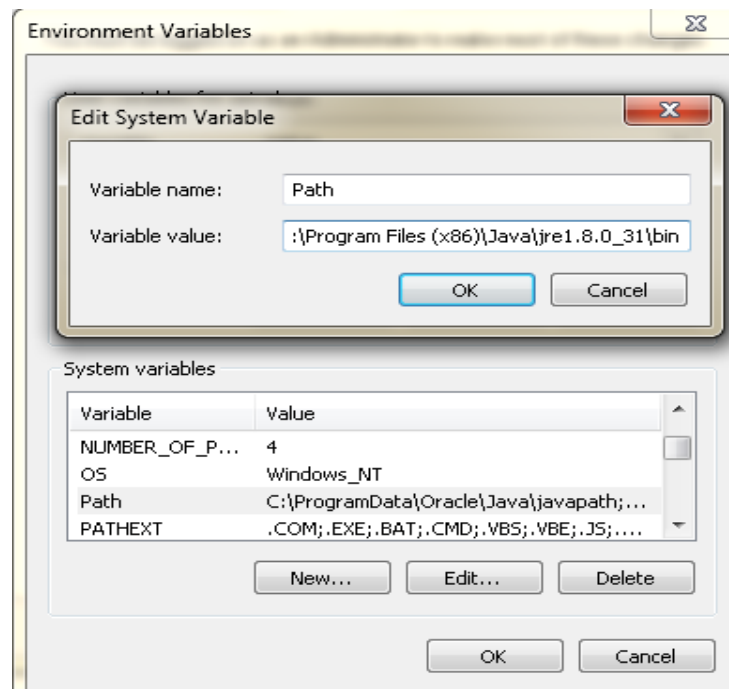 Environment Variables
Edit System Variable
Variable name:
Path
Variable value:
:\Program Files (x86)\Java\jre1.8.0_31\bin
OK
Cancel
System variables
Variable Value
NUMBER_OF_P... 4
OS Windows_NT
Path C:\ProgramData\Oracle\Java\javapath;...
PATHEXT .COM;.EXE;.BAT;.CMD;.VBS;.VBE;.JS;....
New... Edit... Delete
OK Cancel